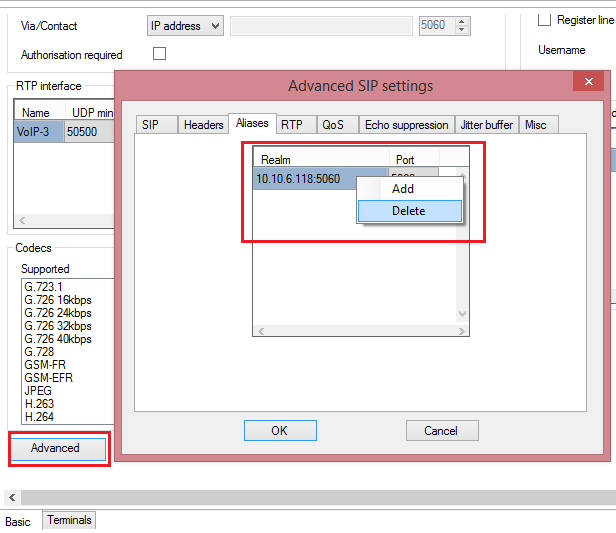 Via/Contact
IP address
5060
Register line
Authorisation required
Username
RTP interface
Name UDP min
VoIP-3 50500
Advanced SIP settings
SIP Headers Aliases RTP QoS Echo suppression Jitter buffer Misc
Realm Port
10.10.6.118:5060
Add
Delete
Codecs
Supported
G.723.1
G.726 16kbps
G.726 24kbps
G.726 32kbps
G.726 40kbps
G.728
GSM-FR
GSM-EFR
JPEG
H.263
H.264
OK Cancel
Advanced
Basic Terminals